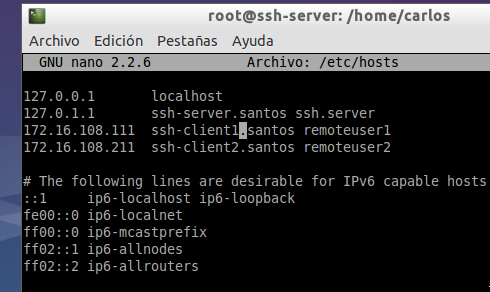 root@ssh-server: /home/carlos
Archivo Edición Pestañas Ayuda
GNU nano 2.2.6 Archivo: /etc/hosts
127.0.0.1 localhost
127.0.1.1 ssh-server.santos ssh.server
172.16.108.111 ssh-client1.santos remoteuser1
172.16.108.211 ssh-client2.santos remoteuser2
# The following lines are desirable for IPv6 capable hosts
::1 ip6-localhost ip6-loopback
fe00::0 ip6-localnet
ff00::0 ip6-mcastprefix
ff02::1 ip6-allnodes
ff02::2 ip6-allrouters